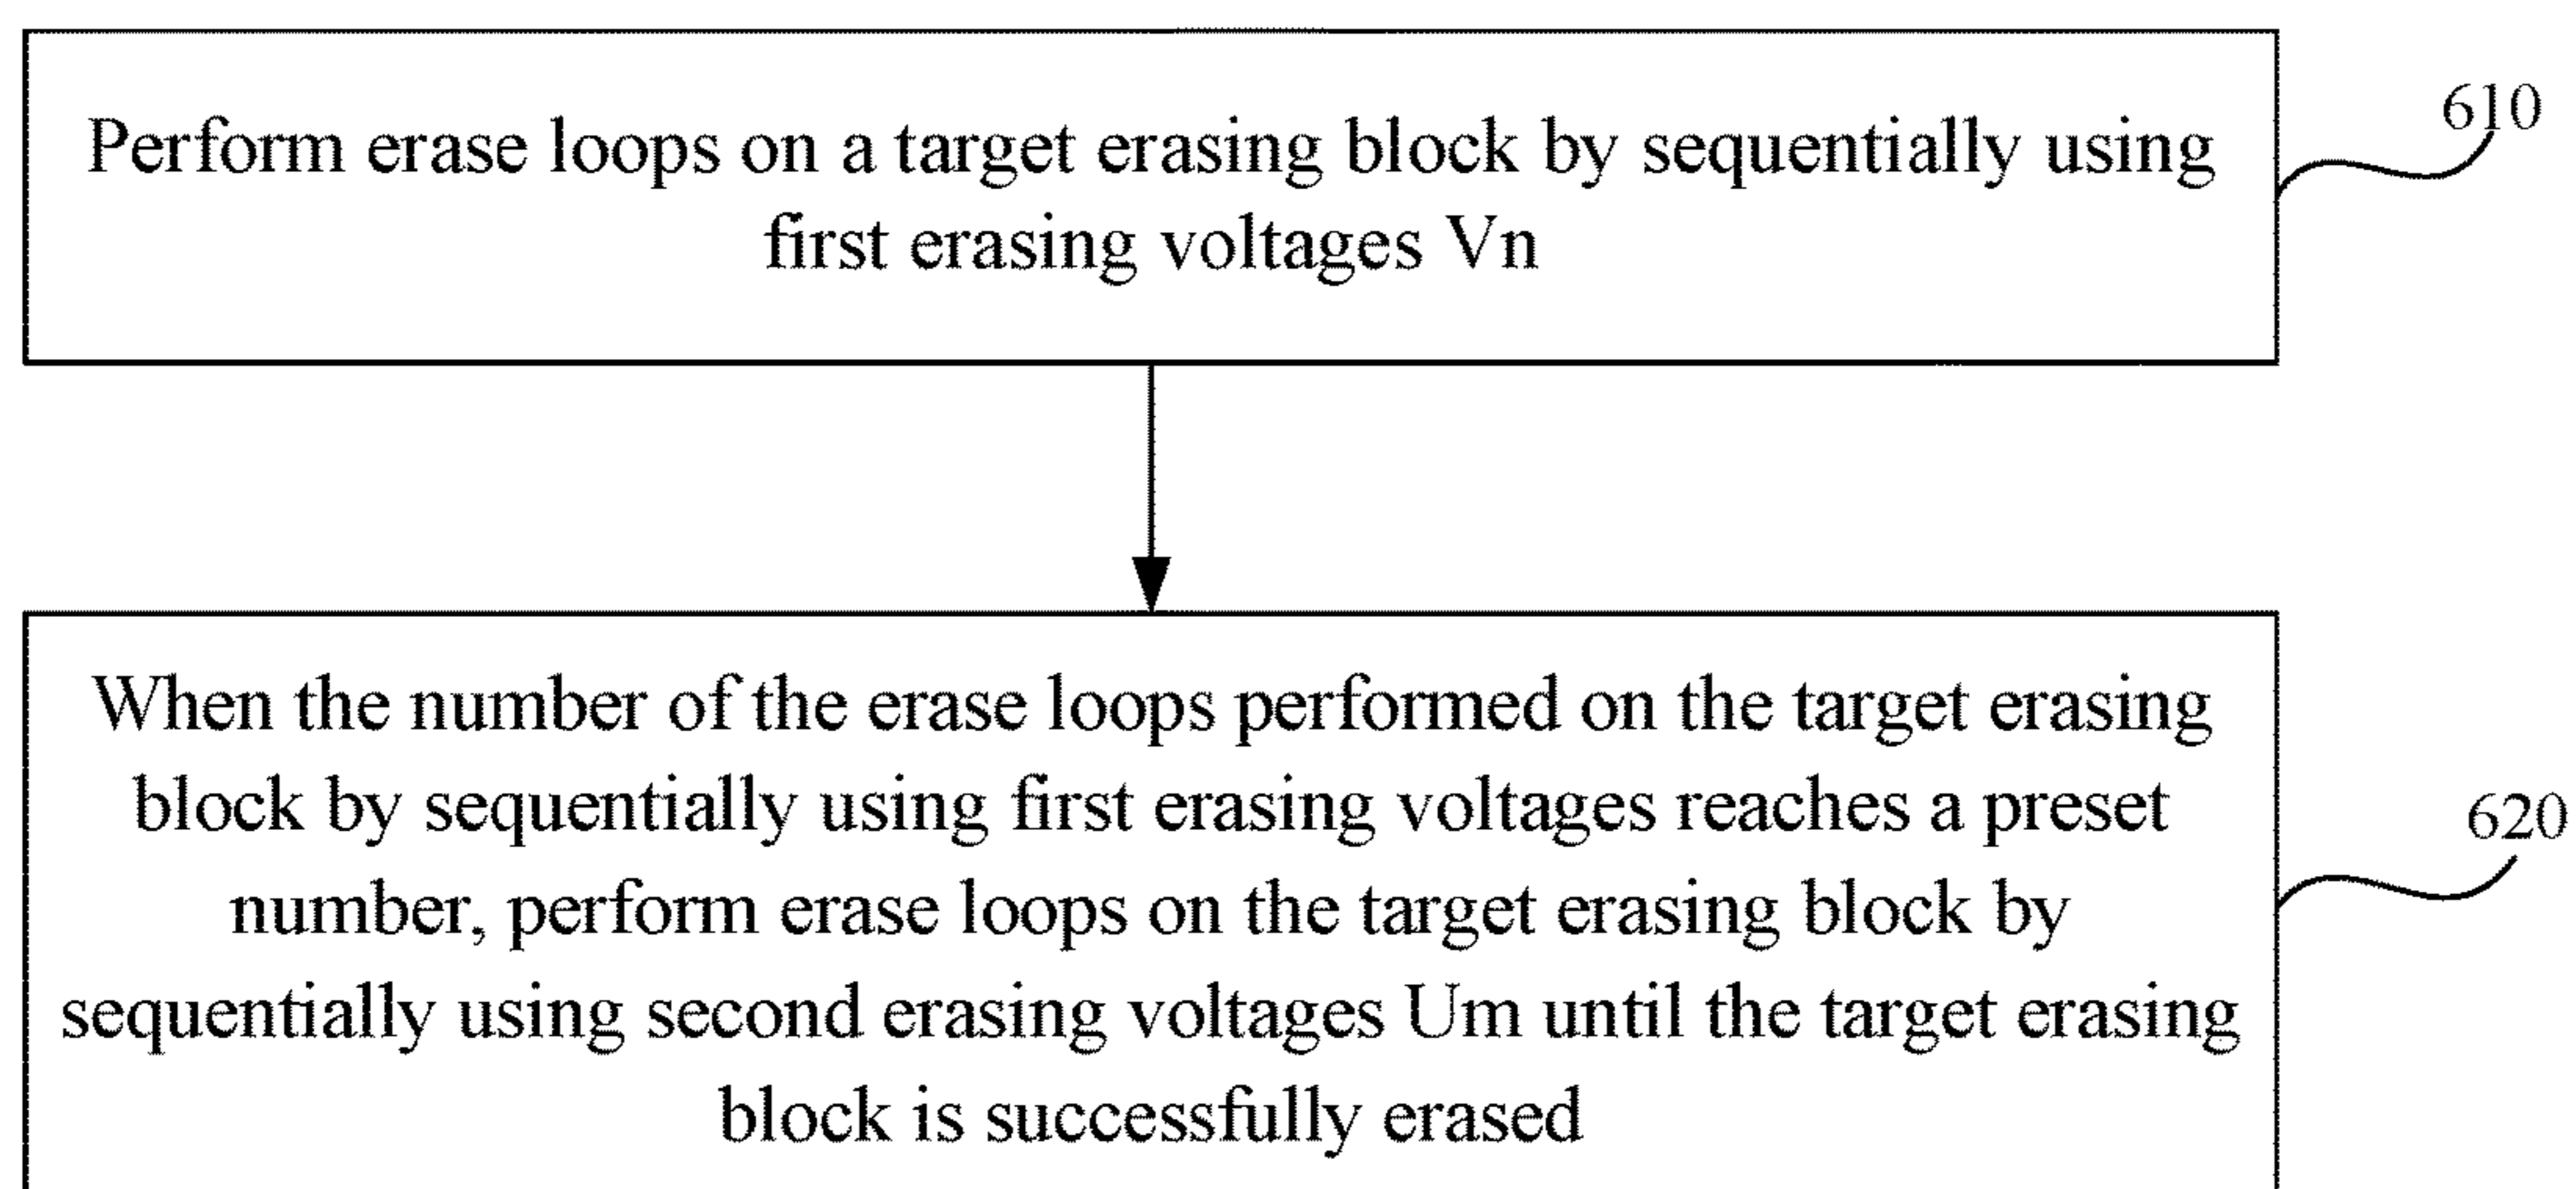 Perform erase loops on a target erasing block by sequentially using
first erasing voltages Vn
610
When the number of the erase loops performed on the target erasing
block by sequentially using first erasing voltages reaches a preset
number, perform erase loops on the target erasing block by
sequentially using second erasing voltages Um until the target erasing
block is successfully erased
620